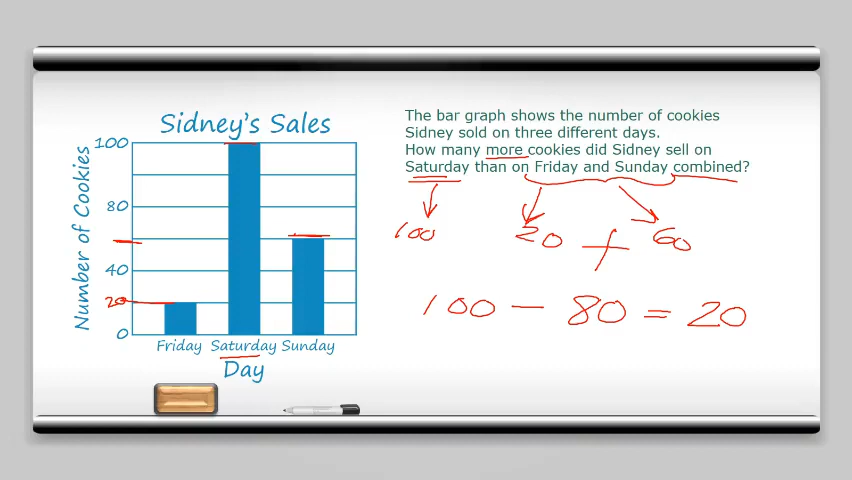 Sidney's Sales
The bar graph shows the number of cookies
Sidney sold on three different days.
How many more cookies did Sidney sell on
Saturday than on Friday and Sunday combined?
Number of Cookies
100
80
40
20
0
Friday Saturday Sunday
Day
100 20 + 60
100 - 80 = 20